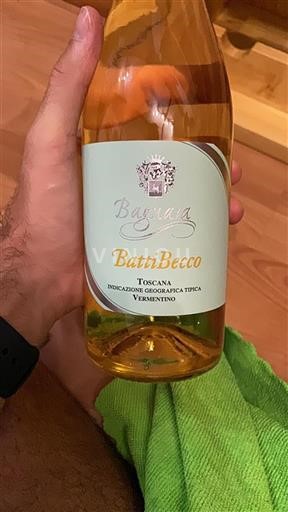 Bagnaia
BattiBecco
TOSCANA
INDICAZIONE GEOGRAFICA TIPICA
VERMENTINO